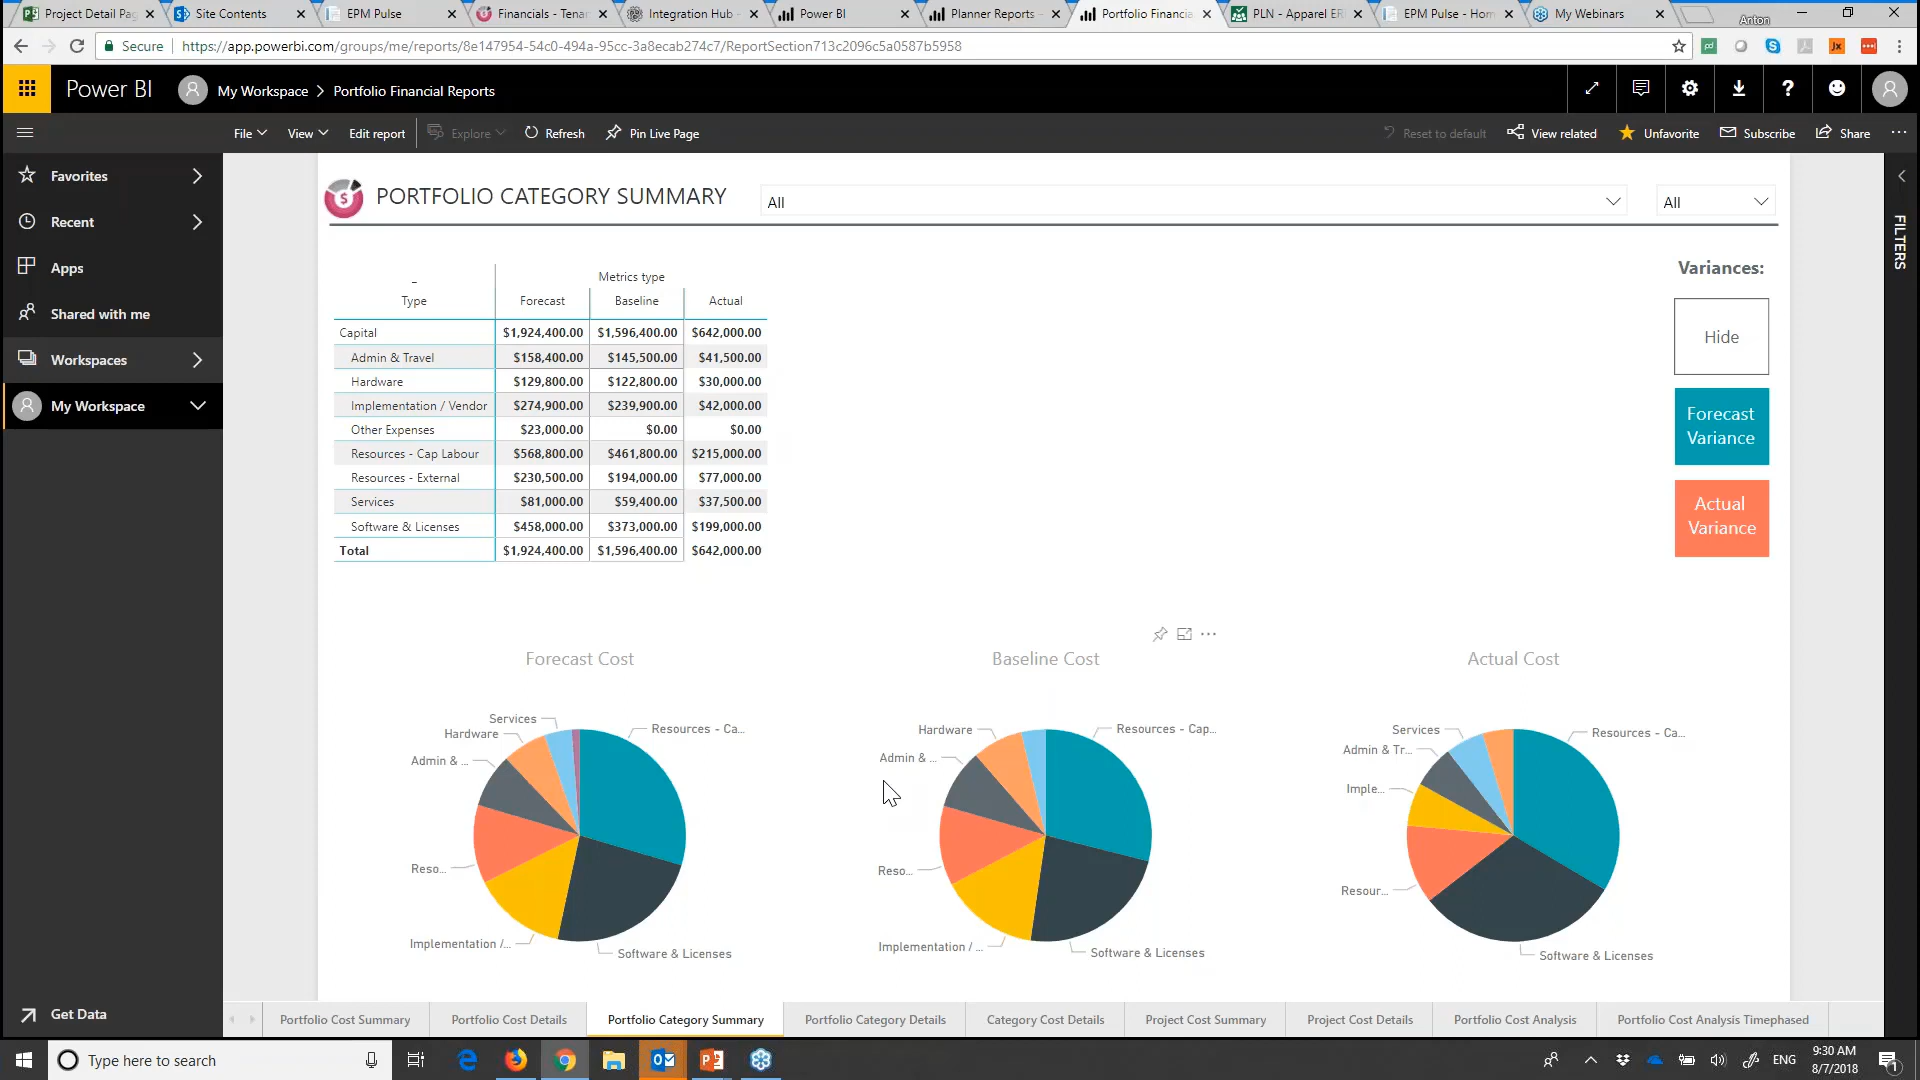 Project Detail Pa
Site Contents
EPM Pulse
Financials - Tena
Integration Hub -
Power BI
Planner Reports -
Portfolio Financia
PLN - Apparel ER
EPM Pulse - Hom
My Webinars
Anton
Secure
https://app.powerbi.com/groups/me/reports/8e147954-54c0-494a-95cc-3a8ecab274c7/ReportSection713c2096c5a0587b5958
Power BI
My Workspace > Portfolio Financial Reports
File
View
Edit report
Explore
Refresh
Pin Live Page
Reset to default
View related
Unfavorite
Subscribe
Share
Favorites
Recent
Apps
Shared with me
Workspaces
My Workspace
Get Data
PORTFOLIO CATEGORY SUMMARY
All
All
FILTERS
Metrics type
Type Forecast Baseline Actual
Capital $1,924,400.00 $1,596,400.00 $642,000.00
Admin & Travel $158,400.00 $145,500.00 $41,500.00
Hardware $129,800.00 $122,800.00 $30,000.00
Implementation / Vendor $274,900.00 $239,900.00 $42,000.00
Other Expenses $23,000.00 $0.00 $0.00
Resources - Cap Labour $568,800.00 $461,800.00 $215,000.00
Resources - External $230,500.00 $194,000.00 $77,000.00
Services $81,000.00 $59,400.00 $37,500.00
Software & Licenses $458,000.00 $373,000.00 $199,000.00
Total $1,924,400.00 $1,596,400.00 $642,000.00
Variances:
Hide
Forecast
Variance
Actual
Variance
Forecast Cost
Services
Hardware
Admin & ...
Reso...
Implementation /...
Resources - Ca...
Software & Licenses
Baseline Cost
Hardware
Admin & ...
Reso...
Implementation / ...
Resources - Cap...
Software & Licenses
Actual Cost
Services
Admin & Tr...
Imple...
Resour...
Resources - Ca...
Software & Licenses
Portfolio Cost Summary
Portfolio Cost Details
Portfolio Category Summary
Portfolio Category Details
Category Cost Details
Project Cost Summary
Project Cost Details
Portfolio Cost Analysis
Portfolio Cost Analysis Timephased
Type here to search
ENG
9:30 AM
8/7/2018